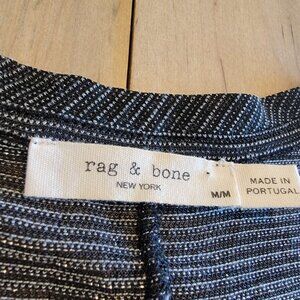 rag & bone
NEW YORK
M/M
MADE IN
PORTUGAL